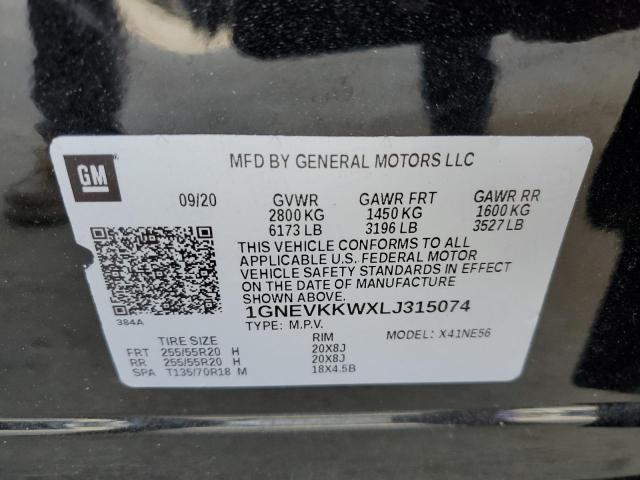 GM
MFD BY GENERAL MOTORS LLC
09/20 GVWR GAWR FRT GAWR RR
2800 KG 1450 KG 1600 KG
6173 LB 3196 LB 3527 LB
THIS VEHICLE CONFORMS TO ALL
APPLICABLE U.S. FEDERAL MOTOR
VEHICLE SAFETY STANDARDS IN EFFECT
ON THE DATE OF MANUFACTURE
SHOWN ABOVE.
384A
1GNEVKKWXLJ315074
TYPE: M.P.V. MODEL: X41NE56
TIRE SIZE RIM
FRT 255/55R20 H 20X8J
RR 255/55R20 H 20X8J
SPA T135/70R18 M 18X4.5B